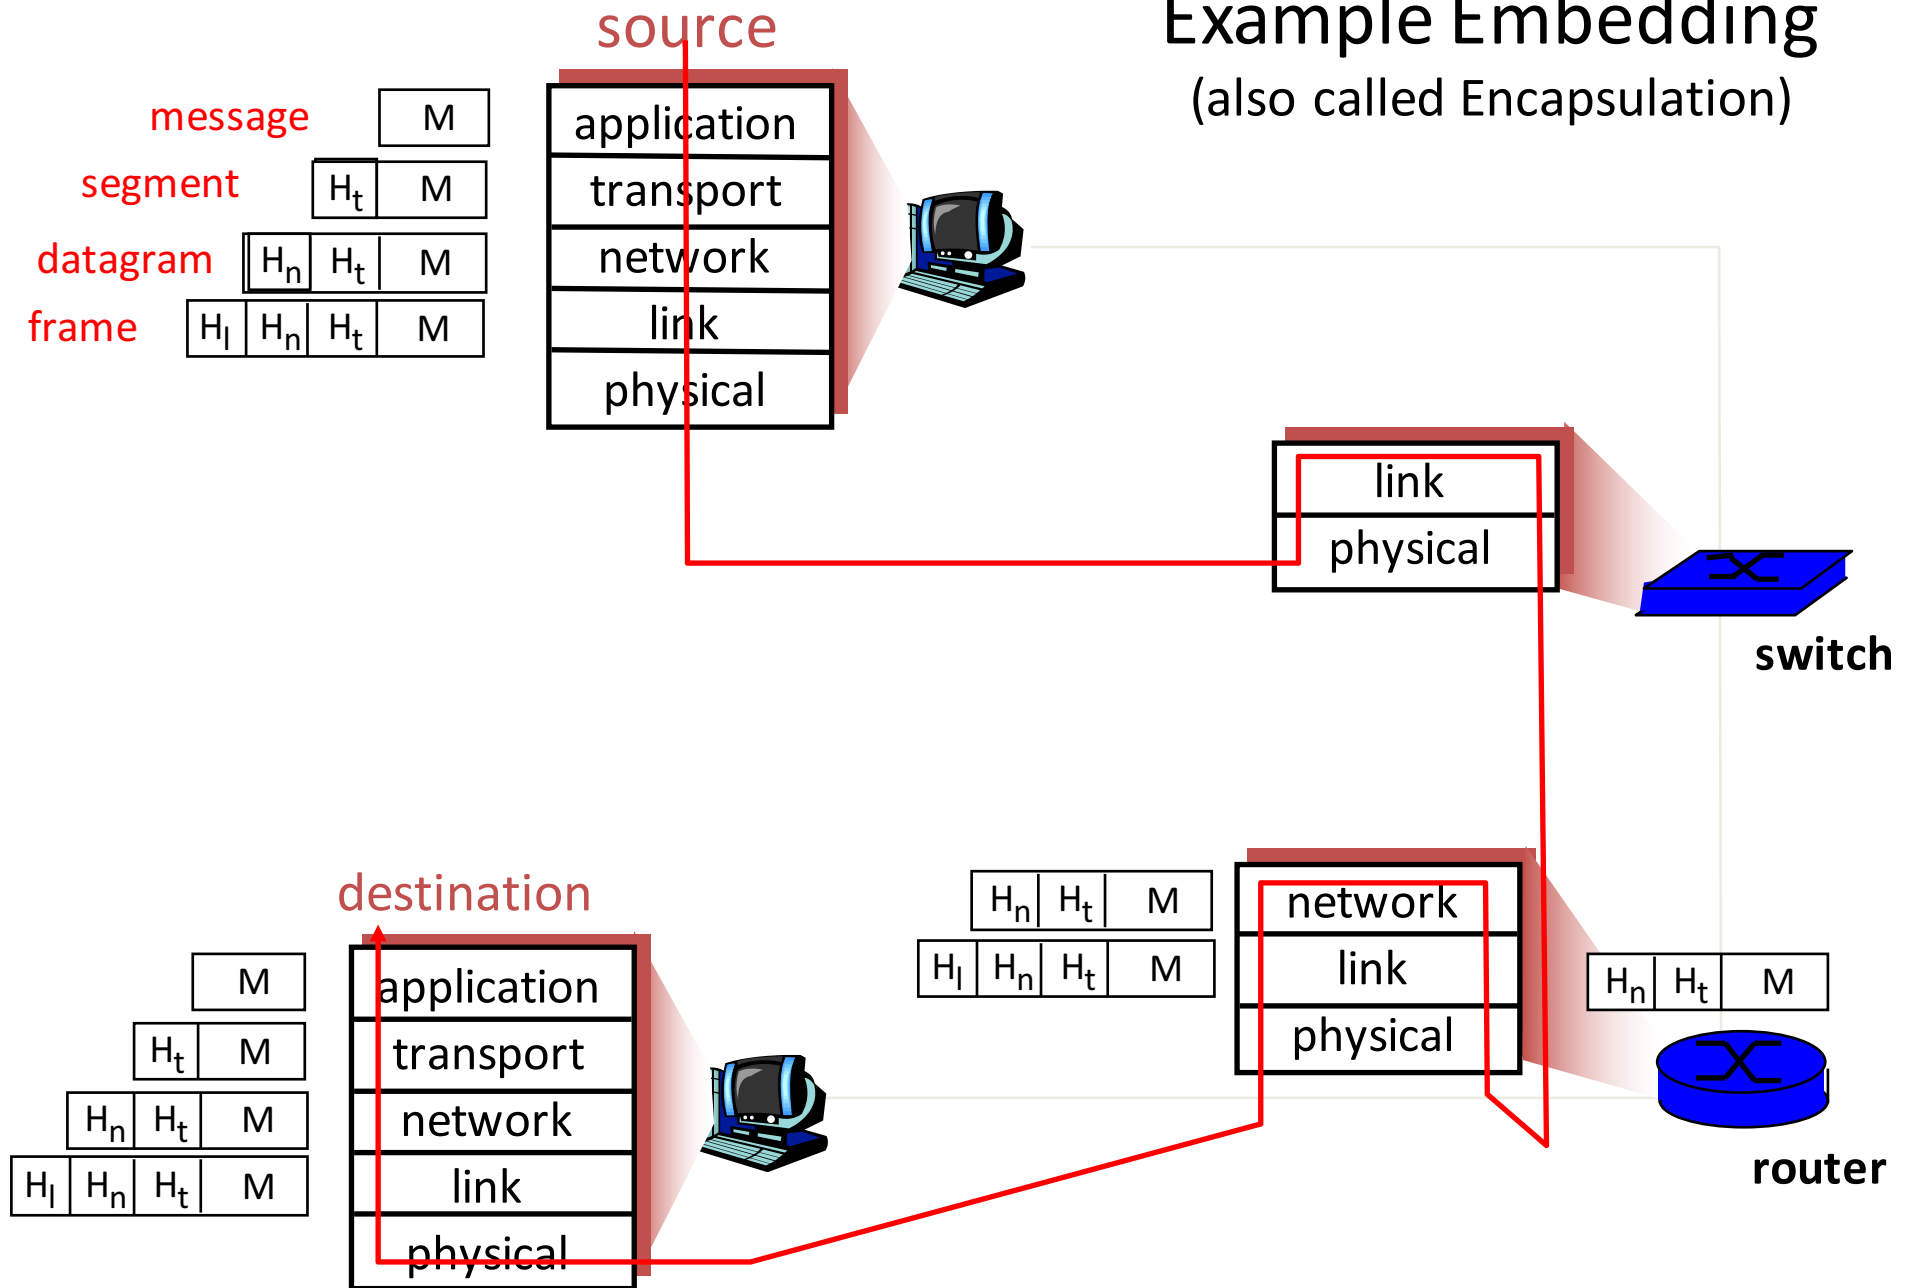 source
Example Embedding
(also called Encapsulation)
message M
segment Ht M
datagram Hn Ht M
frame Hl Hn Ht M
application
transport
network
link
physical
link
physical
switch
destination
M
Ht M
Hn Ht M
Hl Hn Ht M
application
transport
network
link
physical
Hn Ht M
Hl Hn Ht M
network
link
physical
Hn Ht M
router